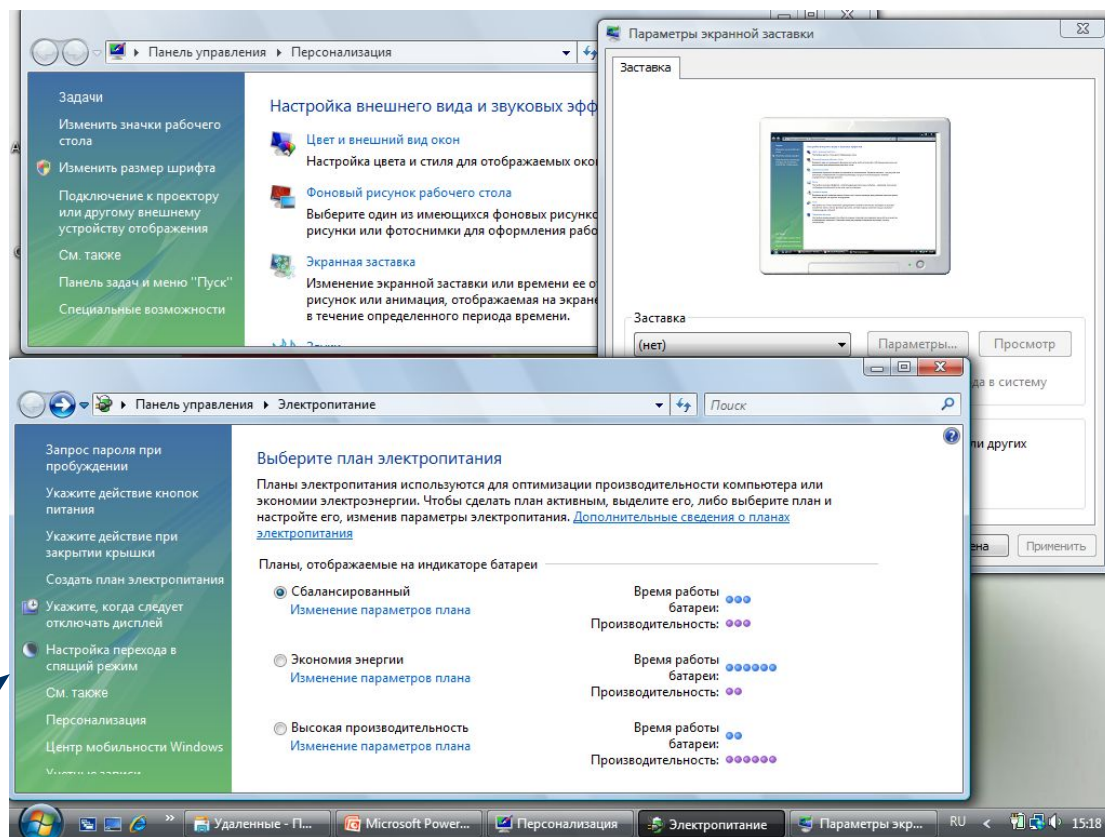 Панель управления ▸ Персонализация
Задачи
Изменить значки рабочего
стола
Изменить размер шрифта
Подключение к проектору
или другому внешнему
устройству отображения
См. также
Панель задач и меню "Пуск"
Специальные возможности
Настройка внешнего вида и звуковых эфф
Цвет и внешний вид окон
Настройка цвета и стиля для отображаемых окон
Фоновый рисунок рабочего стола
Выберите один из имеющихся фоновых рисунко
рисунки или фотоснимки для оформления рабо
Экранная заставка
Изменение экранной заставки или времени ее о
рисунок или анимация, отображаемая на экране
в течение определенного периода времени.
Параметры экранной заставки
Заставка
Заставка
(нет)
Параметры...
Просмотр
да в систему
ли других
ена
Применить
Панель управления ▸ Электропитание
Поиск
Запрос пароля при
пробуждении
Укажите действие кнопок
питания
Укажите действие при
закрытии крышки
Создать план электропитания
Укажите, когда следует
отключать дисплей
Настройка перехода в
спящий режим
См. также
Персонализация
Центр мобильности Windows
Выберите план электропитания
Планы электропитания используются для оптимизации производительности компьютера или
экономии электроэнергии. Чтобы сделать план активным, выделите его, либо выберите план и
настройте его, изменив параметры электропитания. Дополнительные сведения о планах
электропитания
Планы, отображаемые на индикаторе батареи
Сбалансированный
Изменение параметров плана
Время работы
батареи:
Производительность:
Экономия энергии
Изменение параметров плана
Время работы
батареи:
Производительность:
Высокая производительность
Изменение параметров плана
Время работы
батареи:
Производительность:
Удаленные - П...
Microsoft Power...
Персонализация
Электропитание
Параметры экр...
RU
15:18